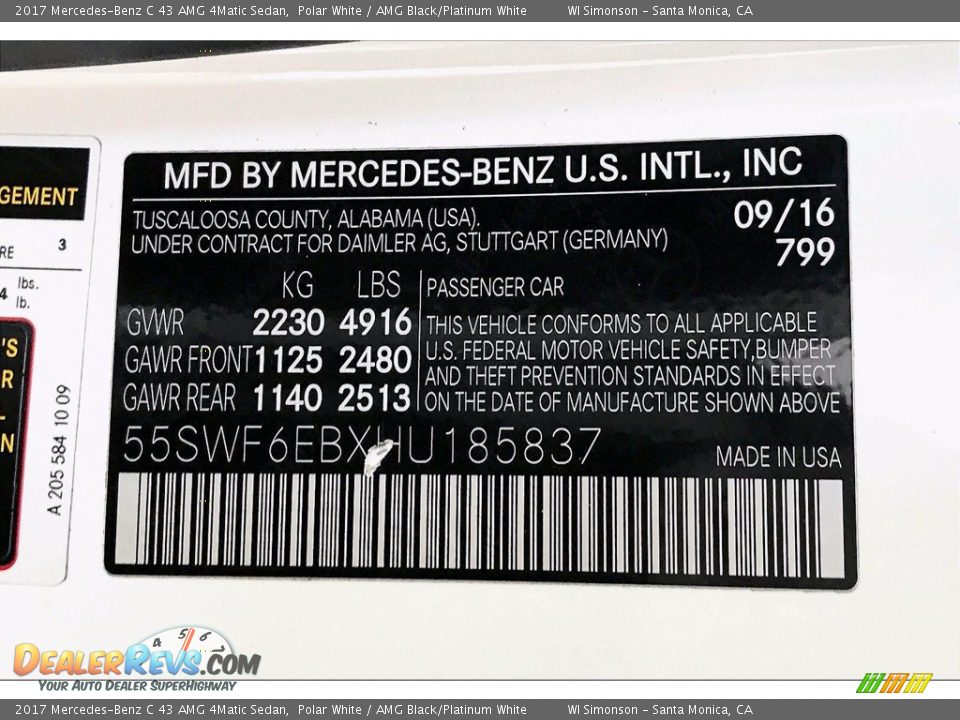 2017 Mercedes-Benz C 43 AMG 4Matic Sedan, Polar White / AMG Black/Platinum White WI Simonson - Santa Monica, CA
GEMENT
RE 3
4 lbs.
lb.
'S
R
-
N
A 205 584 10 09
MFD BY MERCEDES-BENZ U.S. INTL., INC
TUSCALOOSA COUNTY, ALABAMA (USA). 09/16
UNDER CONTRACT FOR DAIMLER AG, STUTTGART (GERMANY) 799
KG LBS
GVWR 2230 4916
GAWR FRONT 1125 2480
GAWR REAR 1140 2513
PASSENGER CAR
THIS VEHICLE CONFORMS TO ALL APPLICABLE
U.S. FEDERAL MOTOR VEHICLE SAFETY,BUMPER
AND THEFT PREVENTION STANDARDS IN EFFECT
ON THE DATE OF MANUFACTURE SHOWN ABOVE
55SWF6EBXHU185837 MADE IN USA
4 5 6
DEALERREVS.COM
YOUR AUTO DEALER SUPERHIGHWAY
2017 Mercedes-Benz C 43 AMG 4Matic Sedan, Polar White / AMG Black/Platinum White WI Simonson - Santa Monica, CA